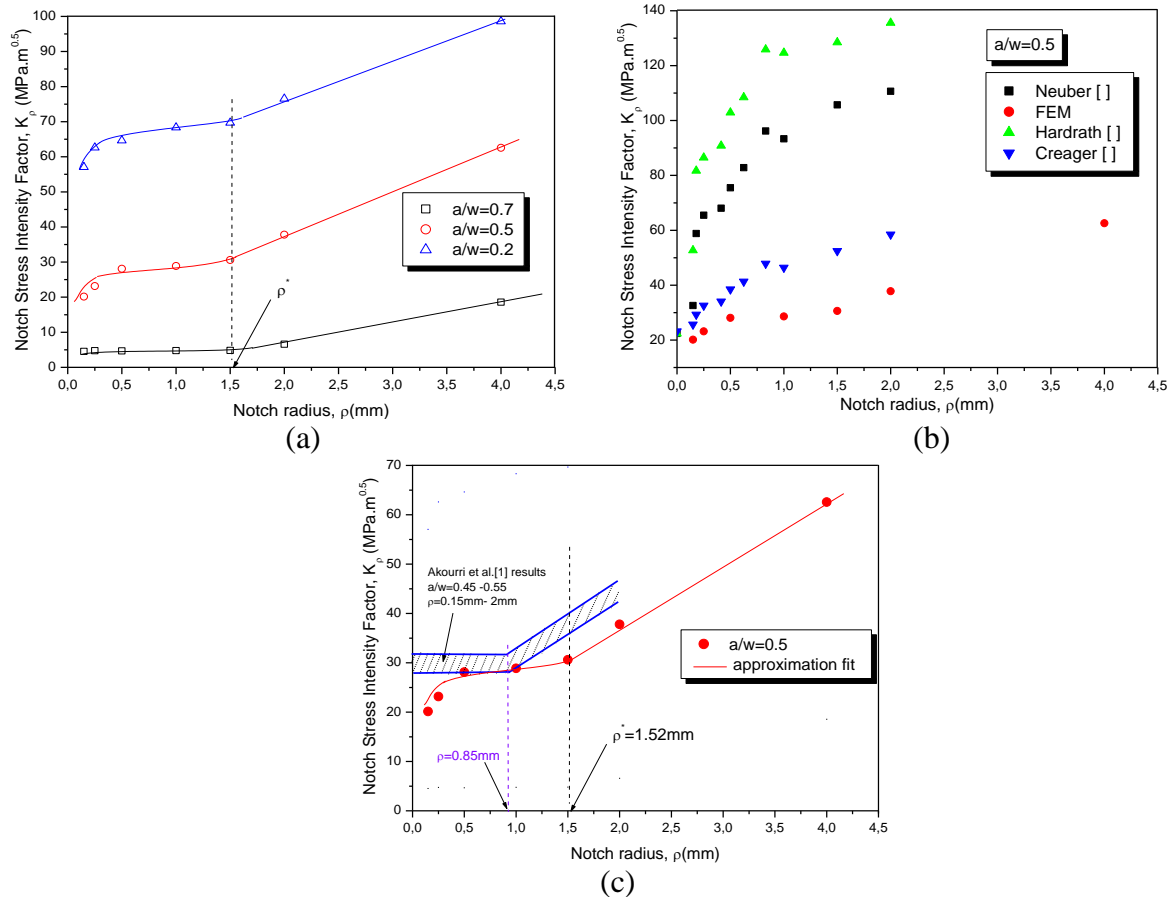 Notch Stress Intensity Factor, Kρ (MPa.m^0.5)
100
90
80
70
60
50
40
30
20
10
0
a/w=0.7
a/w=0.5
a/w=0.2
ρ*
0,0 0,5 1,0 1,5 2,0 2,5 3,0 3,5 4,0 4,5
Notch radius, ρ(mm)
(a)
Notch Stress Intensity Factor, Kρ (MPa.m^0.5)
140
120
100
80
60
40
20
a/w=0.5
Neuber [ ]
FEM
Hardrath [ ]
Creager [ ]
0,0 0,5 1,0 1,5 2,0 2,5 3,0 3,5 4,0 4,5
Notch radius, ρ(mm)
(b)
Notch Stress Intensity Factor, Kρ (MPa.m^0.5)
70
60
50
40
30
20
10
0
Akourri et al.[1] results
a/w=0.45 -0.55
ρ=0.15mm- 2mm
a/w=0.5
approximation fit
ρ=0.85mm
ρ*=1.52mm
0,0 0,5 1,0 1,5 2,0 2,5 3,0 3,5 4,0 4,5
Notch radius, ρ(mm)
(c)